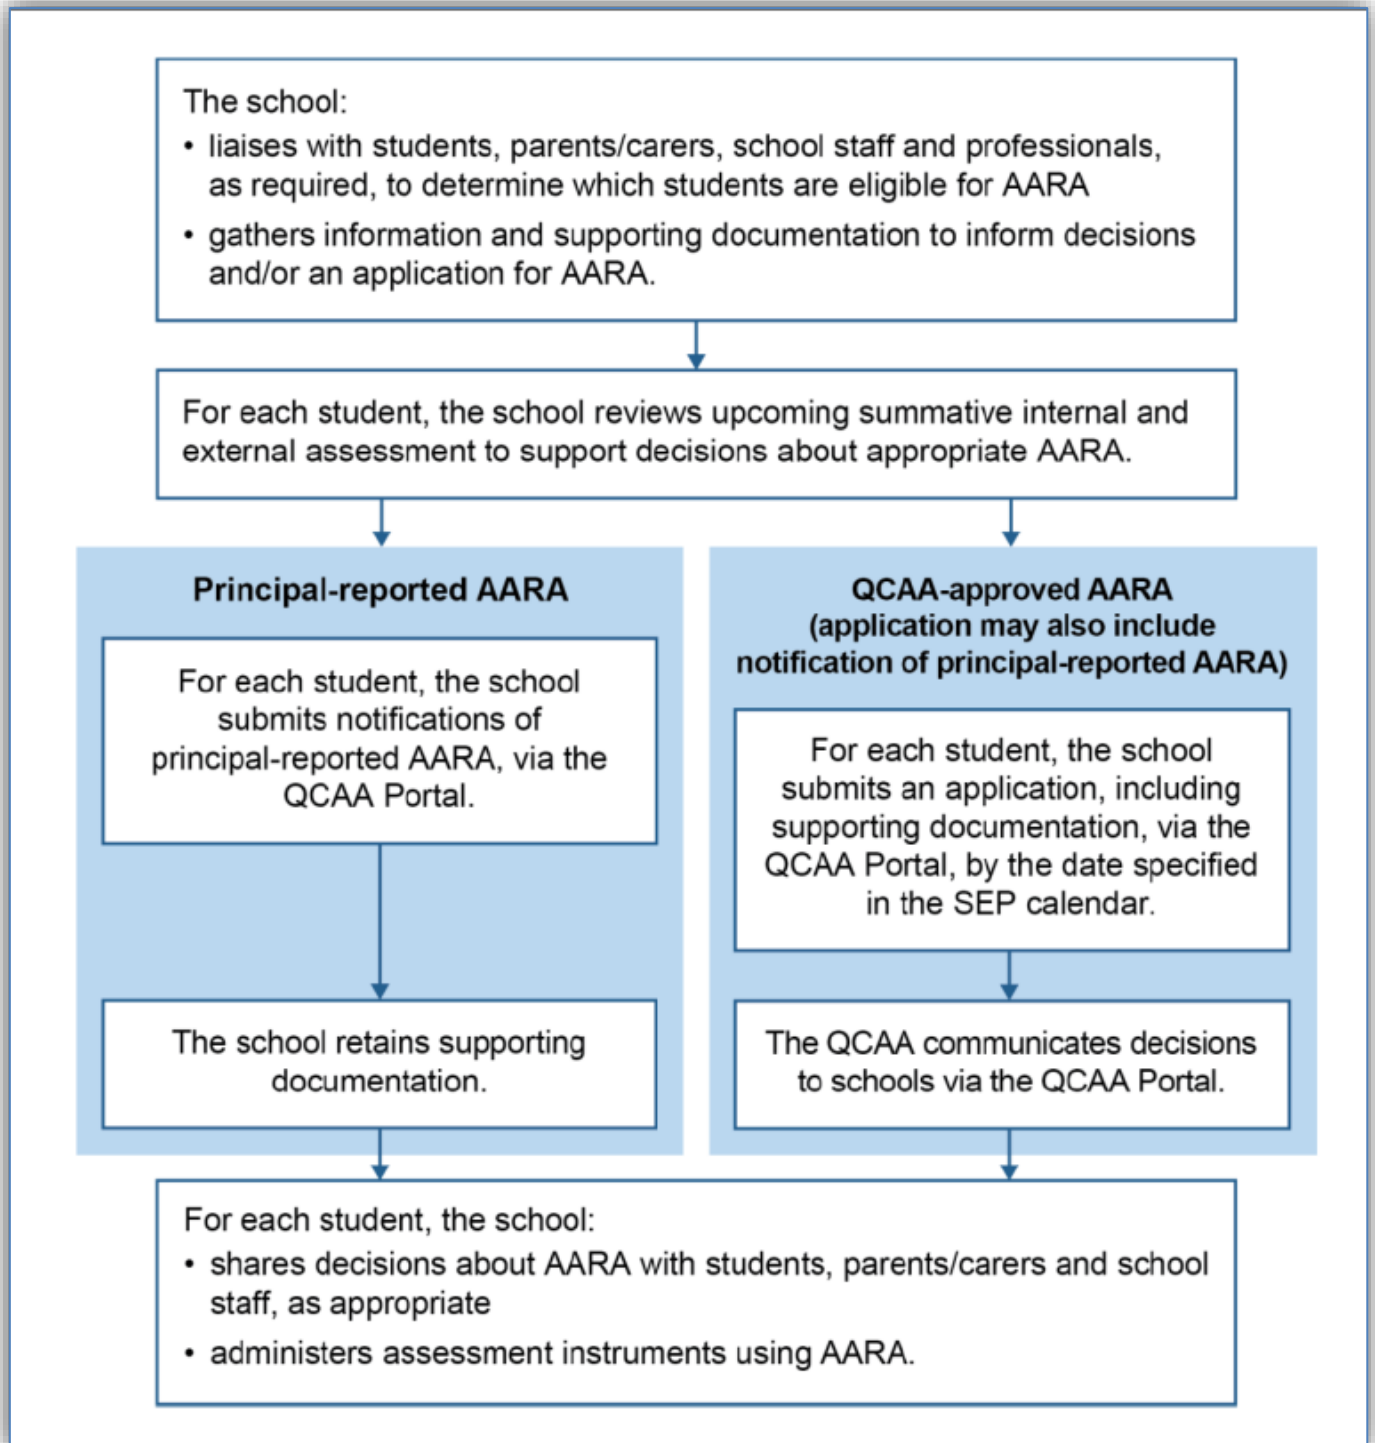 The school:
• liaises with students, parents/carers, school staff and professionals,
as required, to determine which students are eligible for AARA
• gathers information and supporting documentation to inform decisions
and/or an application for AARA.
For each student, the school reviews upcoming summative internal and
external assessment to support decisions about appropriate AARA.
Principal-reported AARA
For each student, the school
submits notifications of
principal-reported AARA, via the
QCAA Portal.
The school retains supporting
documentation.
QCAA-approved AARA
(application may also include
notification of principal-reported AARA)
For each student, the school
submits an application, including
supporting documentation, via the
QCAA Portal, by the date specified
in the SEP calendar.
The QCAA communicates decisions
to schools via the QCAA Portal.
For each student, the school:
• shares decisions about AARA with students, parents/carers and school
staff, as appropriate
• administers assessment instruments using AARA.